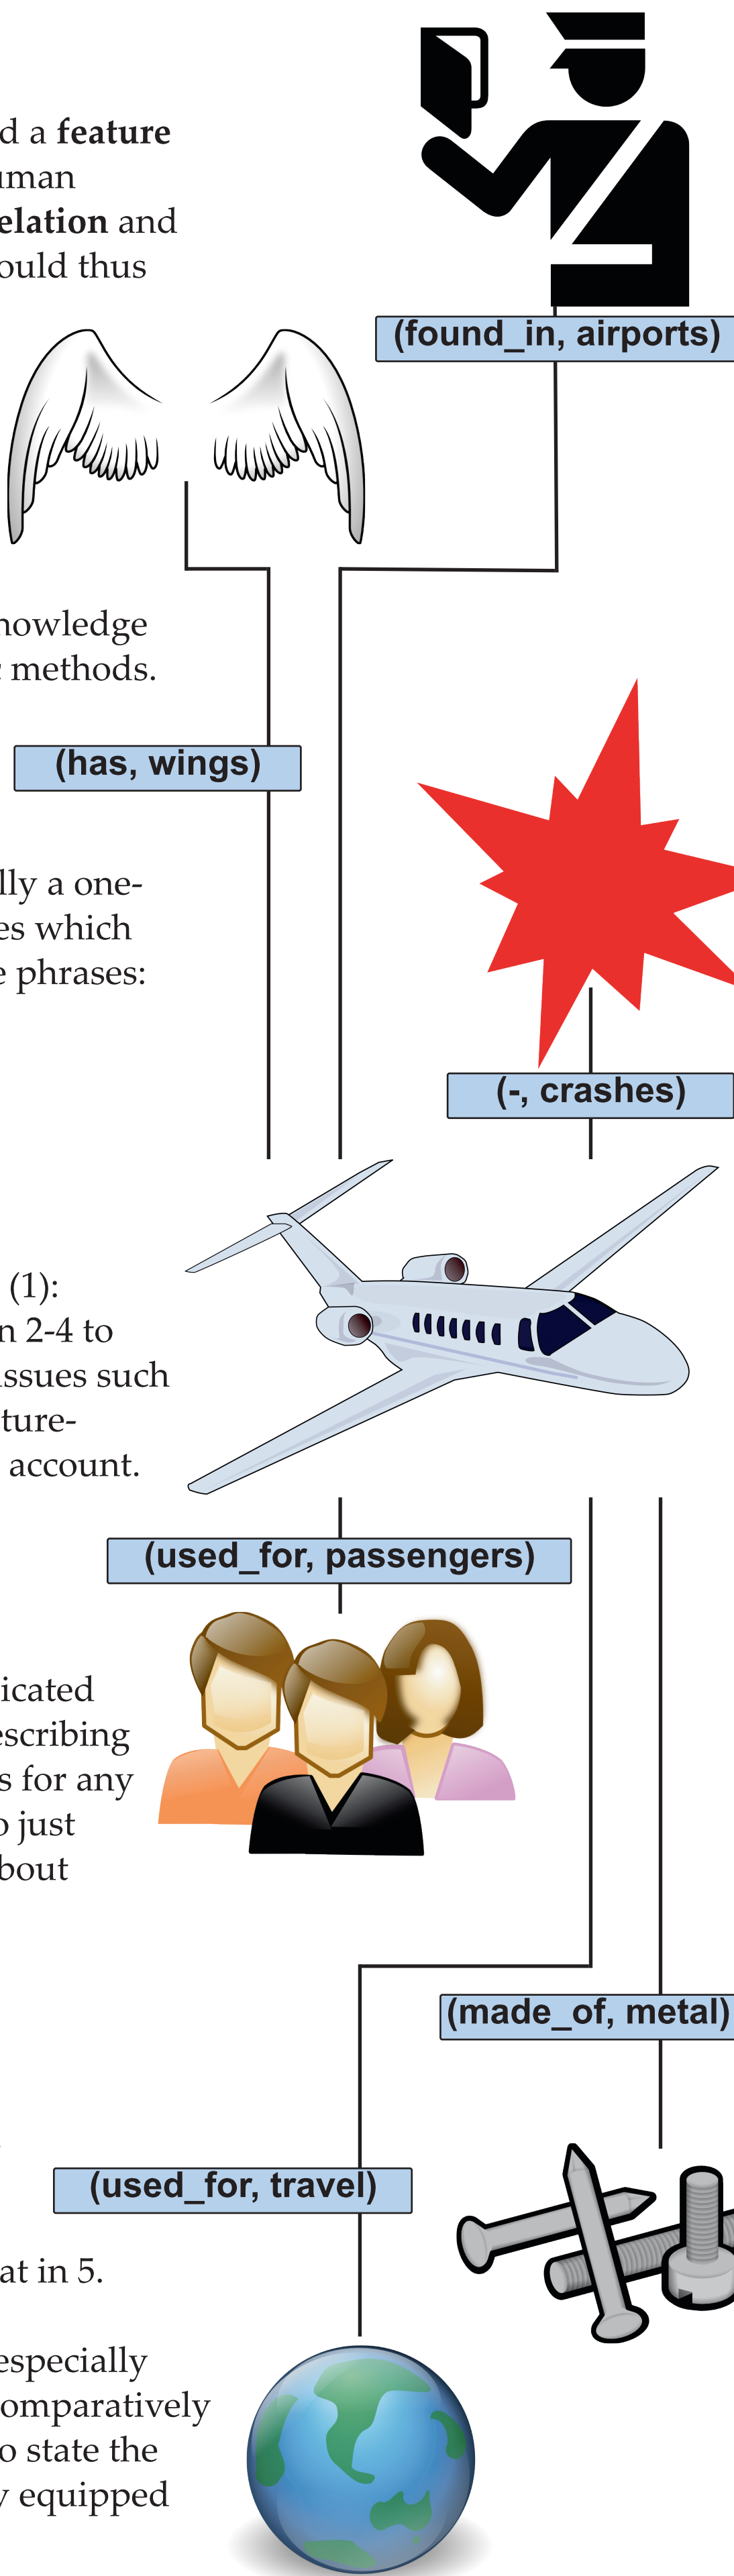 d a feature
uman
elation and
ould thus
(found_in, airports)
nowledge
methods.
(has, wings)
lly a one-
es which
e phrases:
(-, crashes)
(1):
n 2-4 to
issues such
ture-
account.
(used_for, passengers)
icated
escribing
s for any
o just
bout
(made_of, metal)
(used_for, travel)
at in 5.
especially
omparatively
o state the
y equipped